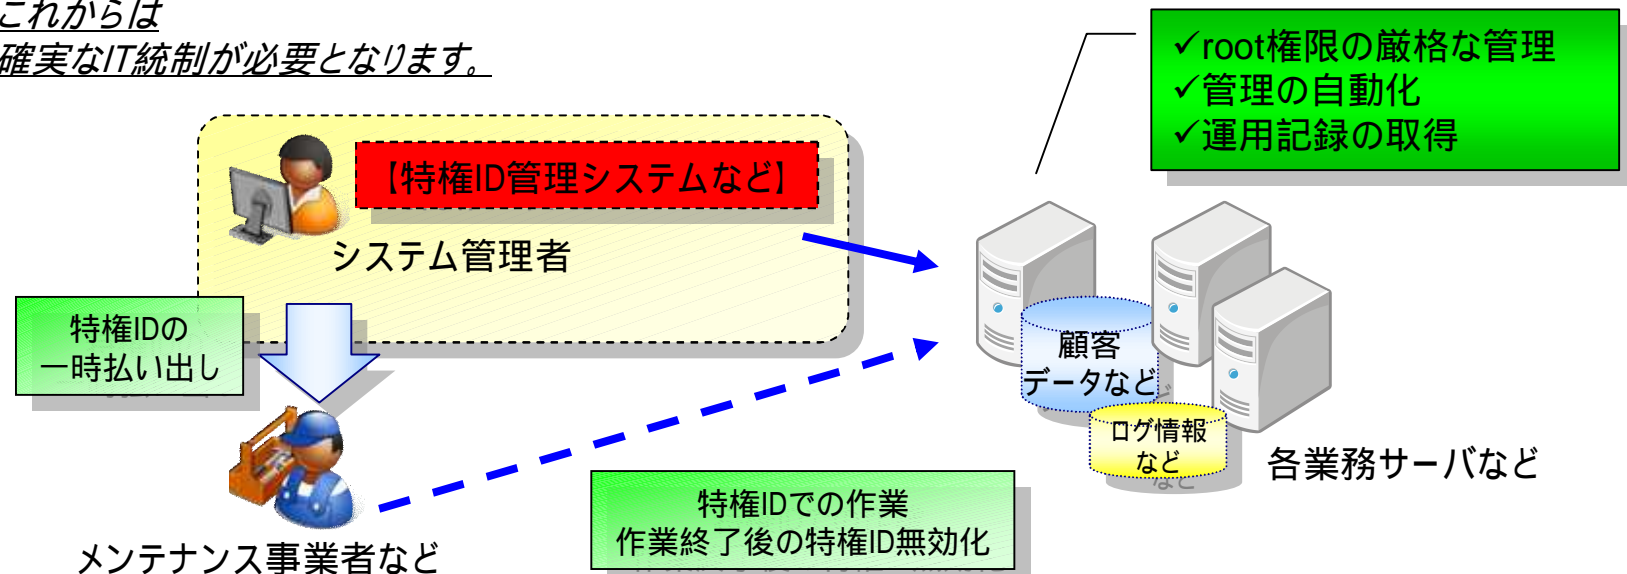 これからは
確実なIT統制が必要となります。
✓root権限の厳格な管理
✓管理の自動化
✓運用記録の取得
【特権ID管理システムなど】
システム管理者
特権IDの
一時払い出し
顧客
データなど
ログ情報
など
各業務サーバなど
特権IDでの作業
作業終了後の特権ID無効化
メンテナンス事業者など